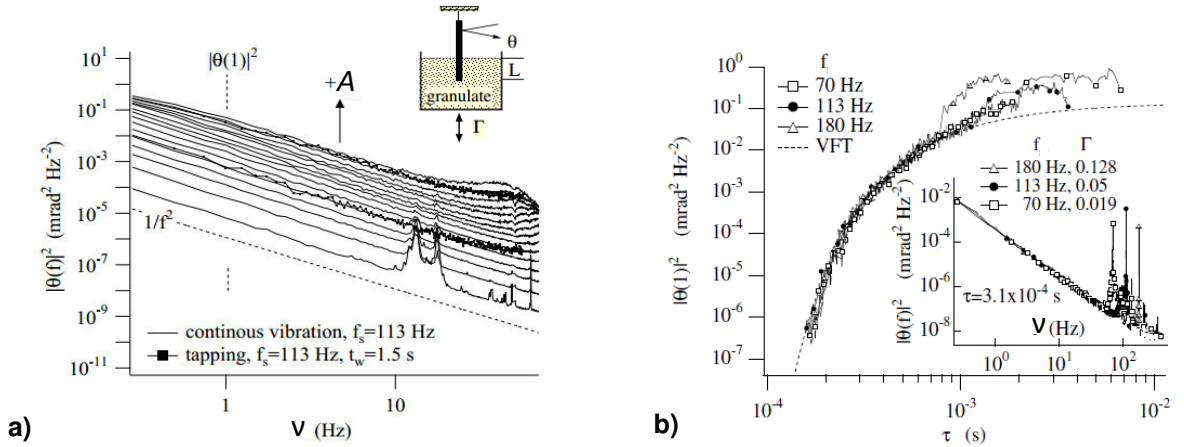 10^1
10^-1
10^-3
10^-5
10^-7
10^-9
10^-11
|θ(f)|^2 (mrad^2 Hz^-2)
|θ(1)|^2
+A
θ
L
granulate
Γ
1/f^2
continous vibration, f_s=113 Hz
tapping, f_s=113 Hz, t_w=1.5 s
1
10
ν (Hz)
a)
b)
10^0
10^-1
10^-2
10^-3
10^-4
10^-5
10^-6
10^-7
|θ(1)|^2 (mrad^2 Hz^-2)
f
70 Hz
113 Hz
180 Hz
VFT
f Γ
180 Hz, 0.128
113 Hz, 0.05
70 Hz, 0.019
10^-2
10^-4
10^-6
10^-8
|θ(f)|^2 (mrad^2 Hz^-2)
τ=3.1x10^-4 s
10^0
10^1
10^2
ν (Hz)
10^-4
10^-3
10^-2
τ (s)